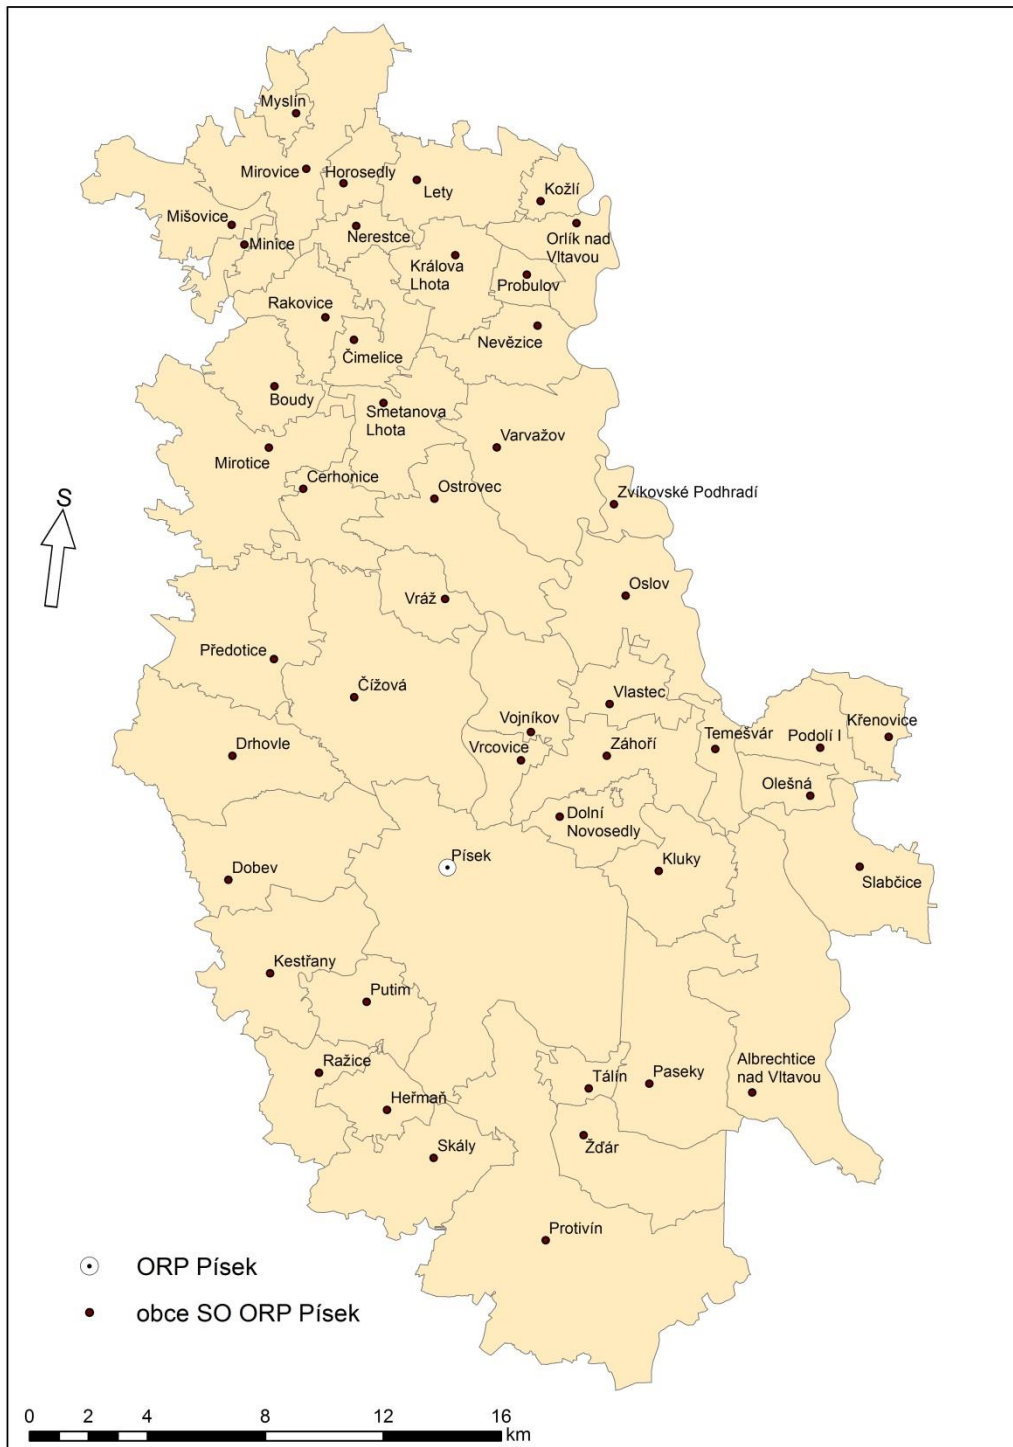 Myslín
Mirovice
Horosedly
Lety
Kožlí
Mišovice
Minice
Nerestce
Orlík nad
Vltavou
Králova
Lhota
Probulov
Rakovice
Čimelice
Nevězice
Boudy
Smetanova
Lhota
Mirotice
Varvažov
Cerhonice
Ostrovec
Zvíkovské Podhradí
S
Vráž
Oslov
Předotice
Čížová
Vlastec
Vojníkov
Vrcovice
Záhoří
Temešvár
Podolí I
Křenovice
Drhovle
Olešná
Dolní
Novosedly
Písek
Kluky
Dobev
Slabčice
Kestřany
Putim
Ražice
Heřmaň
Tálín
Paseky
Albrechtice
nad Vltavou
Skály
Žďár
Protivín
ORP Písek
obce SO ORP Písek
0 2 4 8 12 16
km